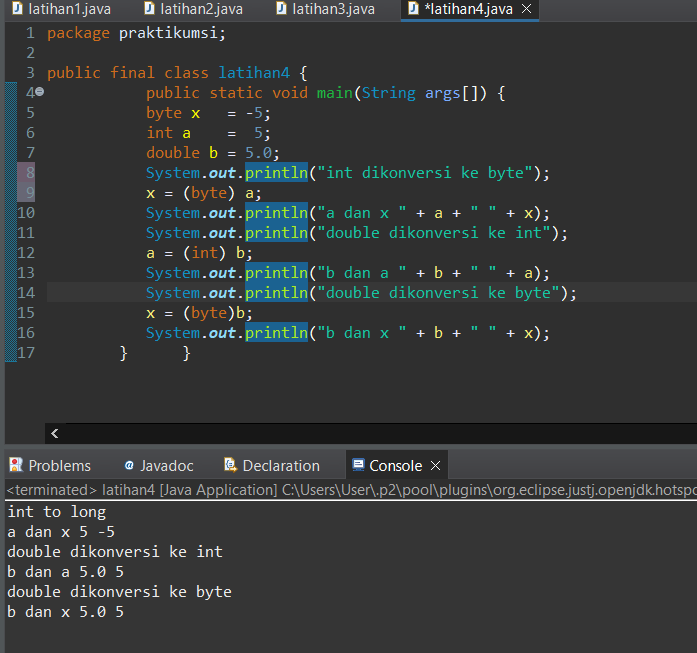 latihan1.java latihan2.java latihan3.java *latihan4.java
1 package praktikumsi;
2
3 public final class latihan4 {
4 public static void main(String args[]) {
5 byte x   = -5;
6 int a    =  5;
7 double b = 5.0;
8 System.out.println("int dikonversi ke byte");
9 x = (byte) a;
10 System.out.println("a dan x " + a + " " + x);
11 System.out.println("double dikonversi ke int");
12 a = (int) b;
13 System.out.println("b dan a " + b + " " + a);
14 System.out.println("double dikonversi ke byte");
15 x = (byte)b;
16 System.out.println("b dan x " + b + " " + x);
17 }      }
Problems Javadoc Declaration Console
<terminated> latihan4 [Java Application] C:\Users\User\.p2\pool\plugins\org.eclipse.justj.openjdk.hotspo
int to long
a dan x 5 -5
double dikonversi ke int
b dan a 5.0 5
double dikonversi ke byte
b dan x 5.0 5